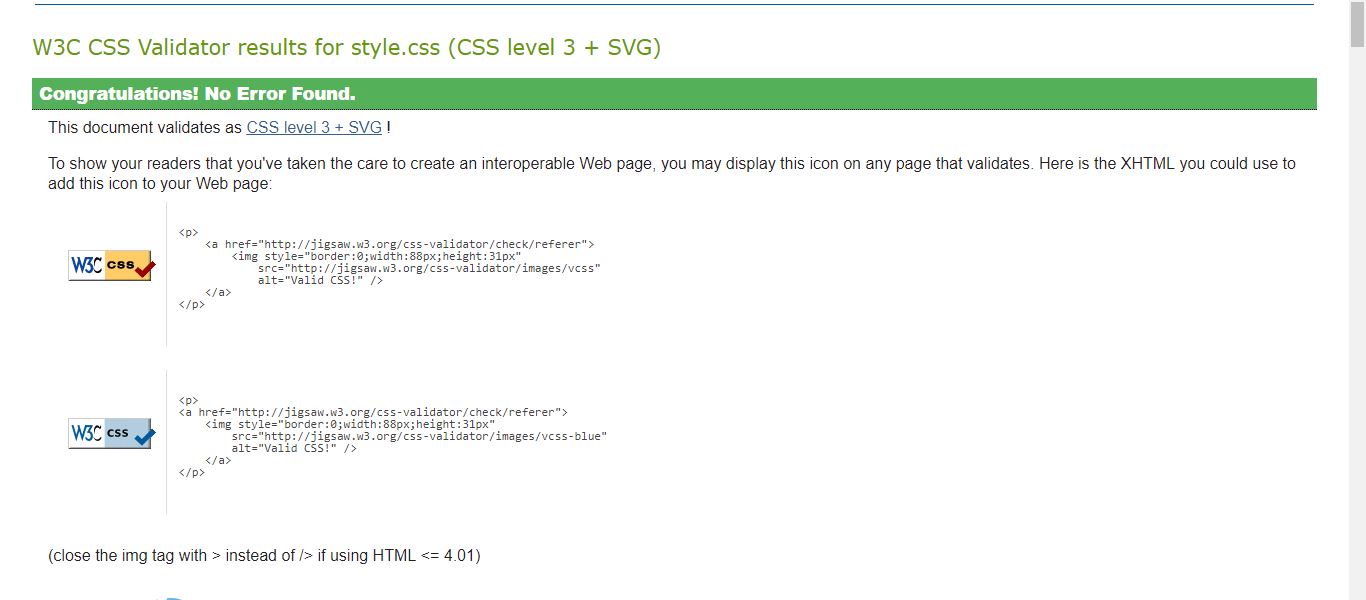 W3C CSS Validator results for style.css (CSS level 3 + SVG)
Congratulations! No Error Found.
This document validates as CSS level 3 + SVG !
To show your readers that you've taken the care to create an interoperable Web page, you may display this icon on any page that validates. Here is the XHTML you could use to
add this icon to your Web page:
W3C css
<p>
    <a href="http://jigsaw.w3.org/css-validator/check/referer">
        <img style="border:0;width:88px;height:31px"
            src="http://jigsaw.w3.org/css-validator/images/vcss"
            alt="Valid CSS!" />
    </a>
</p>
W3C css
<p>
<a href="http://jigsaw.w3.org/css-validator/check/referer">
    <img style="border:0;width:88px;height:31px"
        src="http://jigsaw.w3.org/css-validator/images/vcss-blue"
        alt="Valid CSS!" />
    </a>
</p>
(close the img tag with > instead of /> if using HTML <= 4.01)